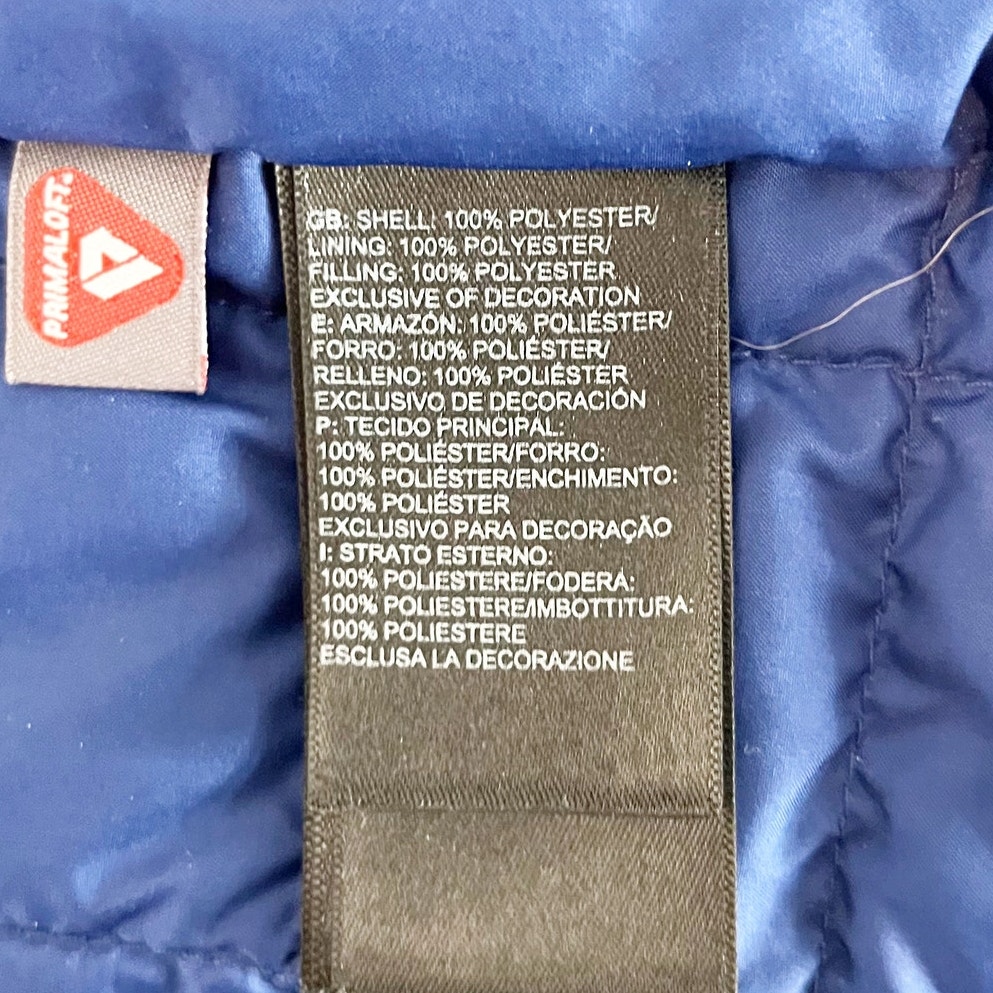 PRIMALOFT®
GB: SHELL: 100% POLYESTER/
LINING: 100% POLYESTER/
FILLING: 100% POLYESTER
EXCLUSIVE OF DECORATION
E: ARMAZÓN: 100% POLIÉSTER/
FORRO: 100% POLIÉSTER/
RELLENO: 100% POLIÉSTER
EXCLUSIVO DE DECORACIÓN
P: TECIDO PRINCIPAL:
100% POLIÉSTER/FORRO:
100% POLIÉSTER/ENCHIMENTO:
100% POLIÉSTER
EXCLUSIVO PARA DECORAÇÃO
I: STRATO ESTERNO:
100% POLIESTERE/FODERA:
100% POLIESTERE/IMBOTTITURA:
100% POLIESTERE
ESCLUSA LA DECORAZIONE